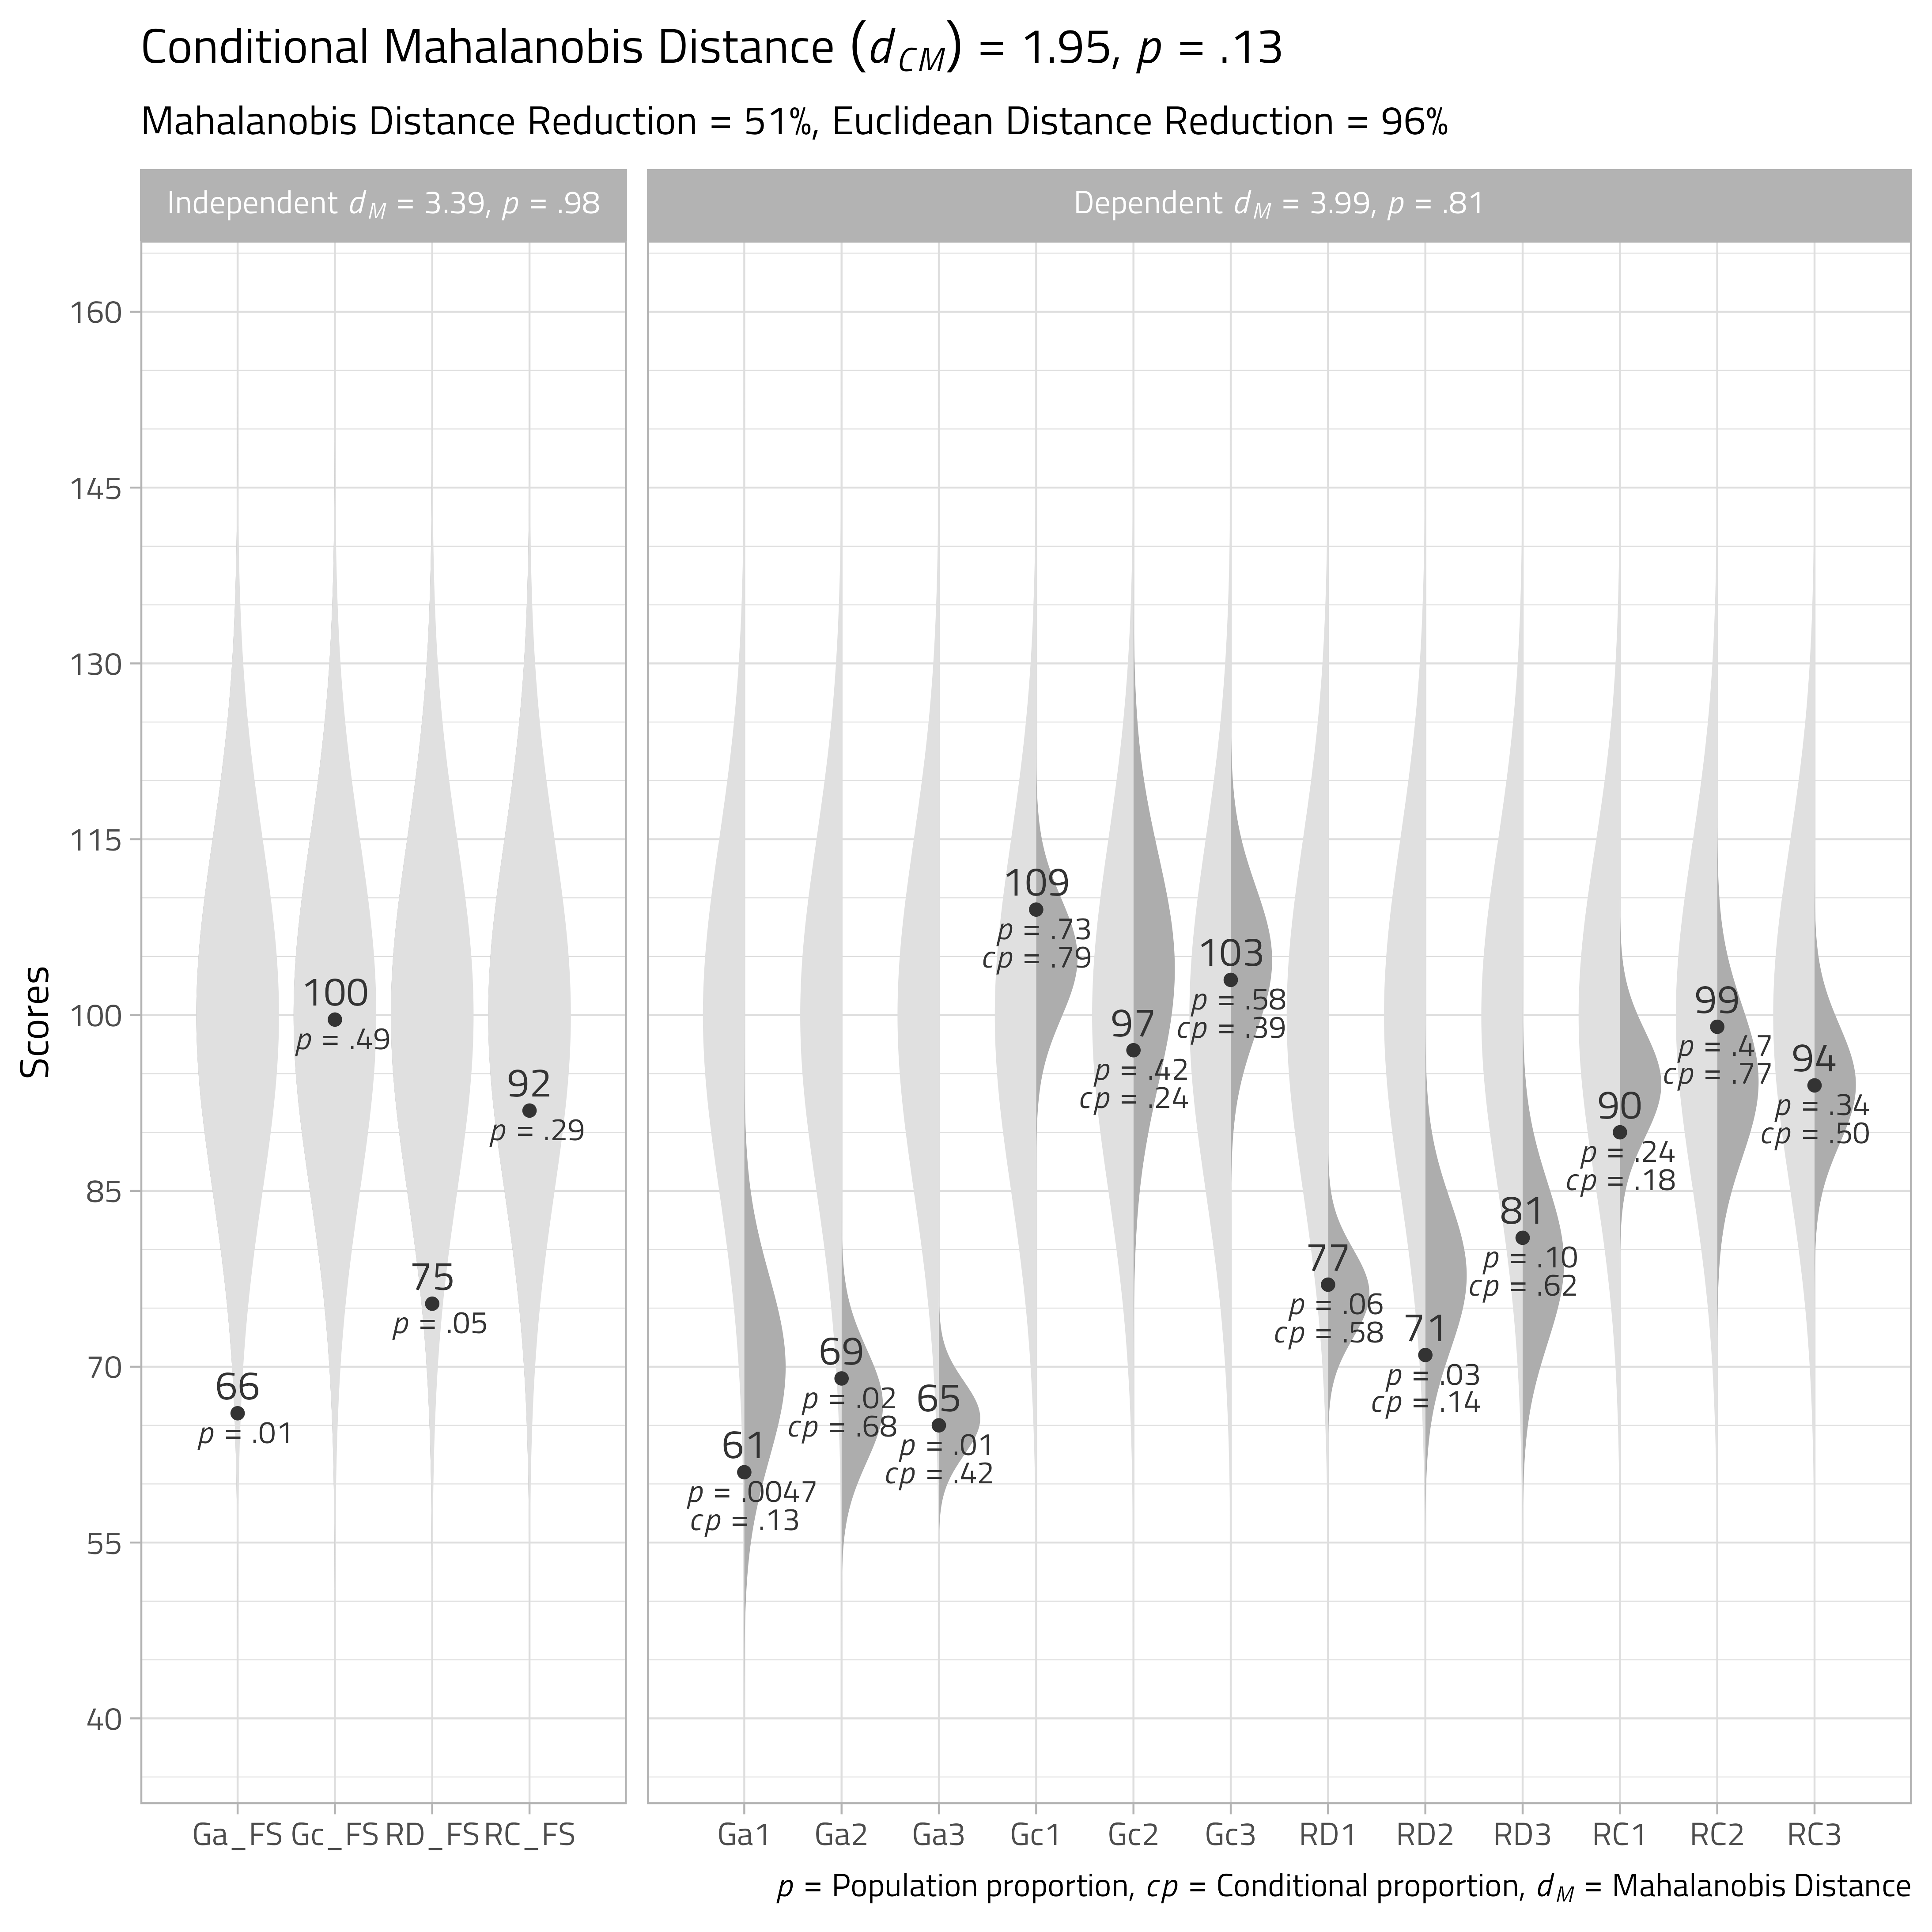 Conditional Mahalanobis Distance (dCM) = 1.95, p = .13
Mahalanobis Distance Reduction = 51%, Euclidean Distance Reduction = 96%
Independent dM = 3.39, p = .98
Dependent dM = 3.99, p = .81
Scores
160
145
130
115
100
85
70
55
40
66
p = .01
100
p = .49
75
p = .05
92
p = .29
61
p = .0047
cp = .13
69
p = .02
cp = .68
65
p = .01
cp = .42
109
p = .73
cp = .79
97
p = .42
cp = .24
103
p = .58
cp = .39
77
p = .06
cp = .58
71
p = .03
cp = .14
81
p = .10
cp = .62
90
p = .24
cp = .18
99
p = .47
cp = .77
94
p = .34
cp = .50
Ga_FS Gc_FS RD_FS RC_FS
Ga1 Ga2 Ga3 Gc1 Gc2 Gc3 RD1 RD2 RD3 RC1 RC2 RC3
p = Population proportion, cp = Conditional proportion, dM = Mahalanobis Distance